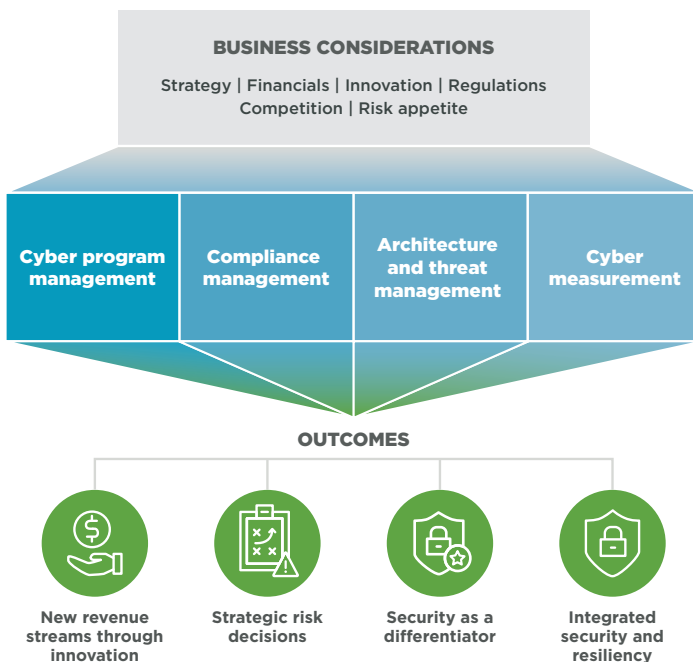 BUSINESS CONSIDERATIONS
Strategy | Financials | Innovation | Regulations
Competition | Risk appetite
Cyber program
management
Compliance
management
Architecture
and threat
management
Cyber
measurement
OUTCOMES
New revenue
streams through
innovation
Strategic risk
decisions
Security as a
differentiator
Integrated
security and
resiliency